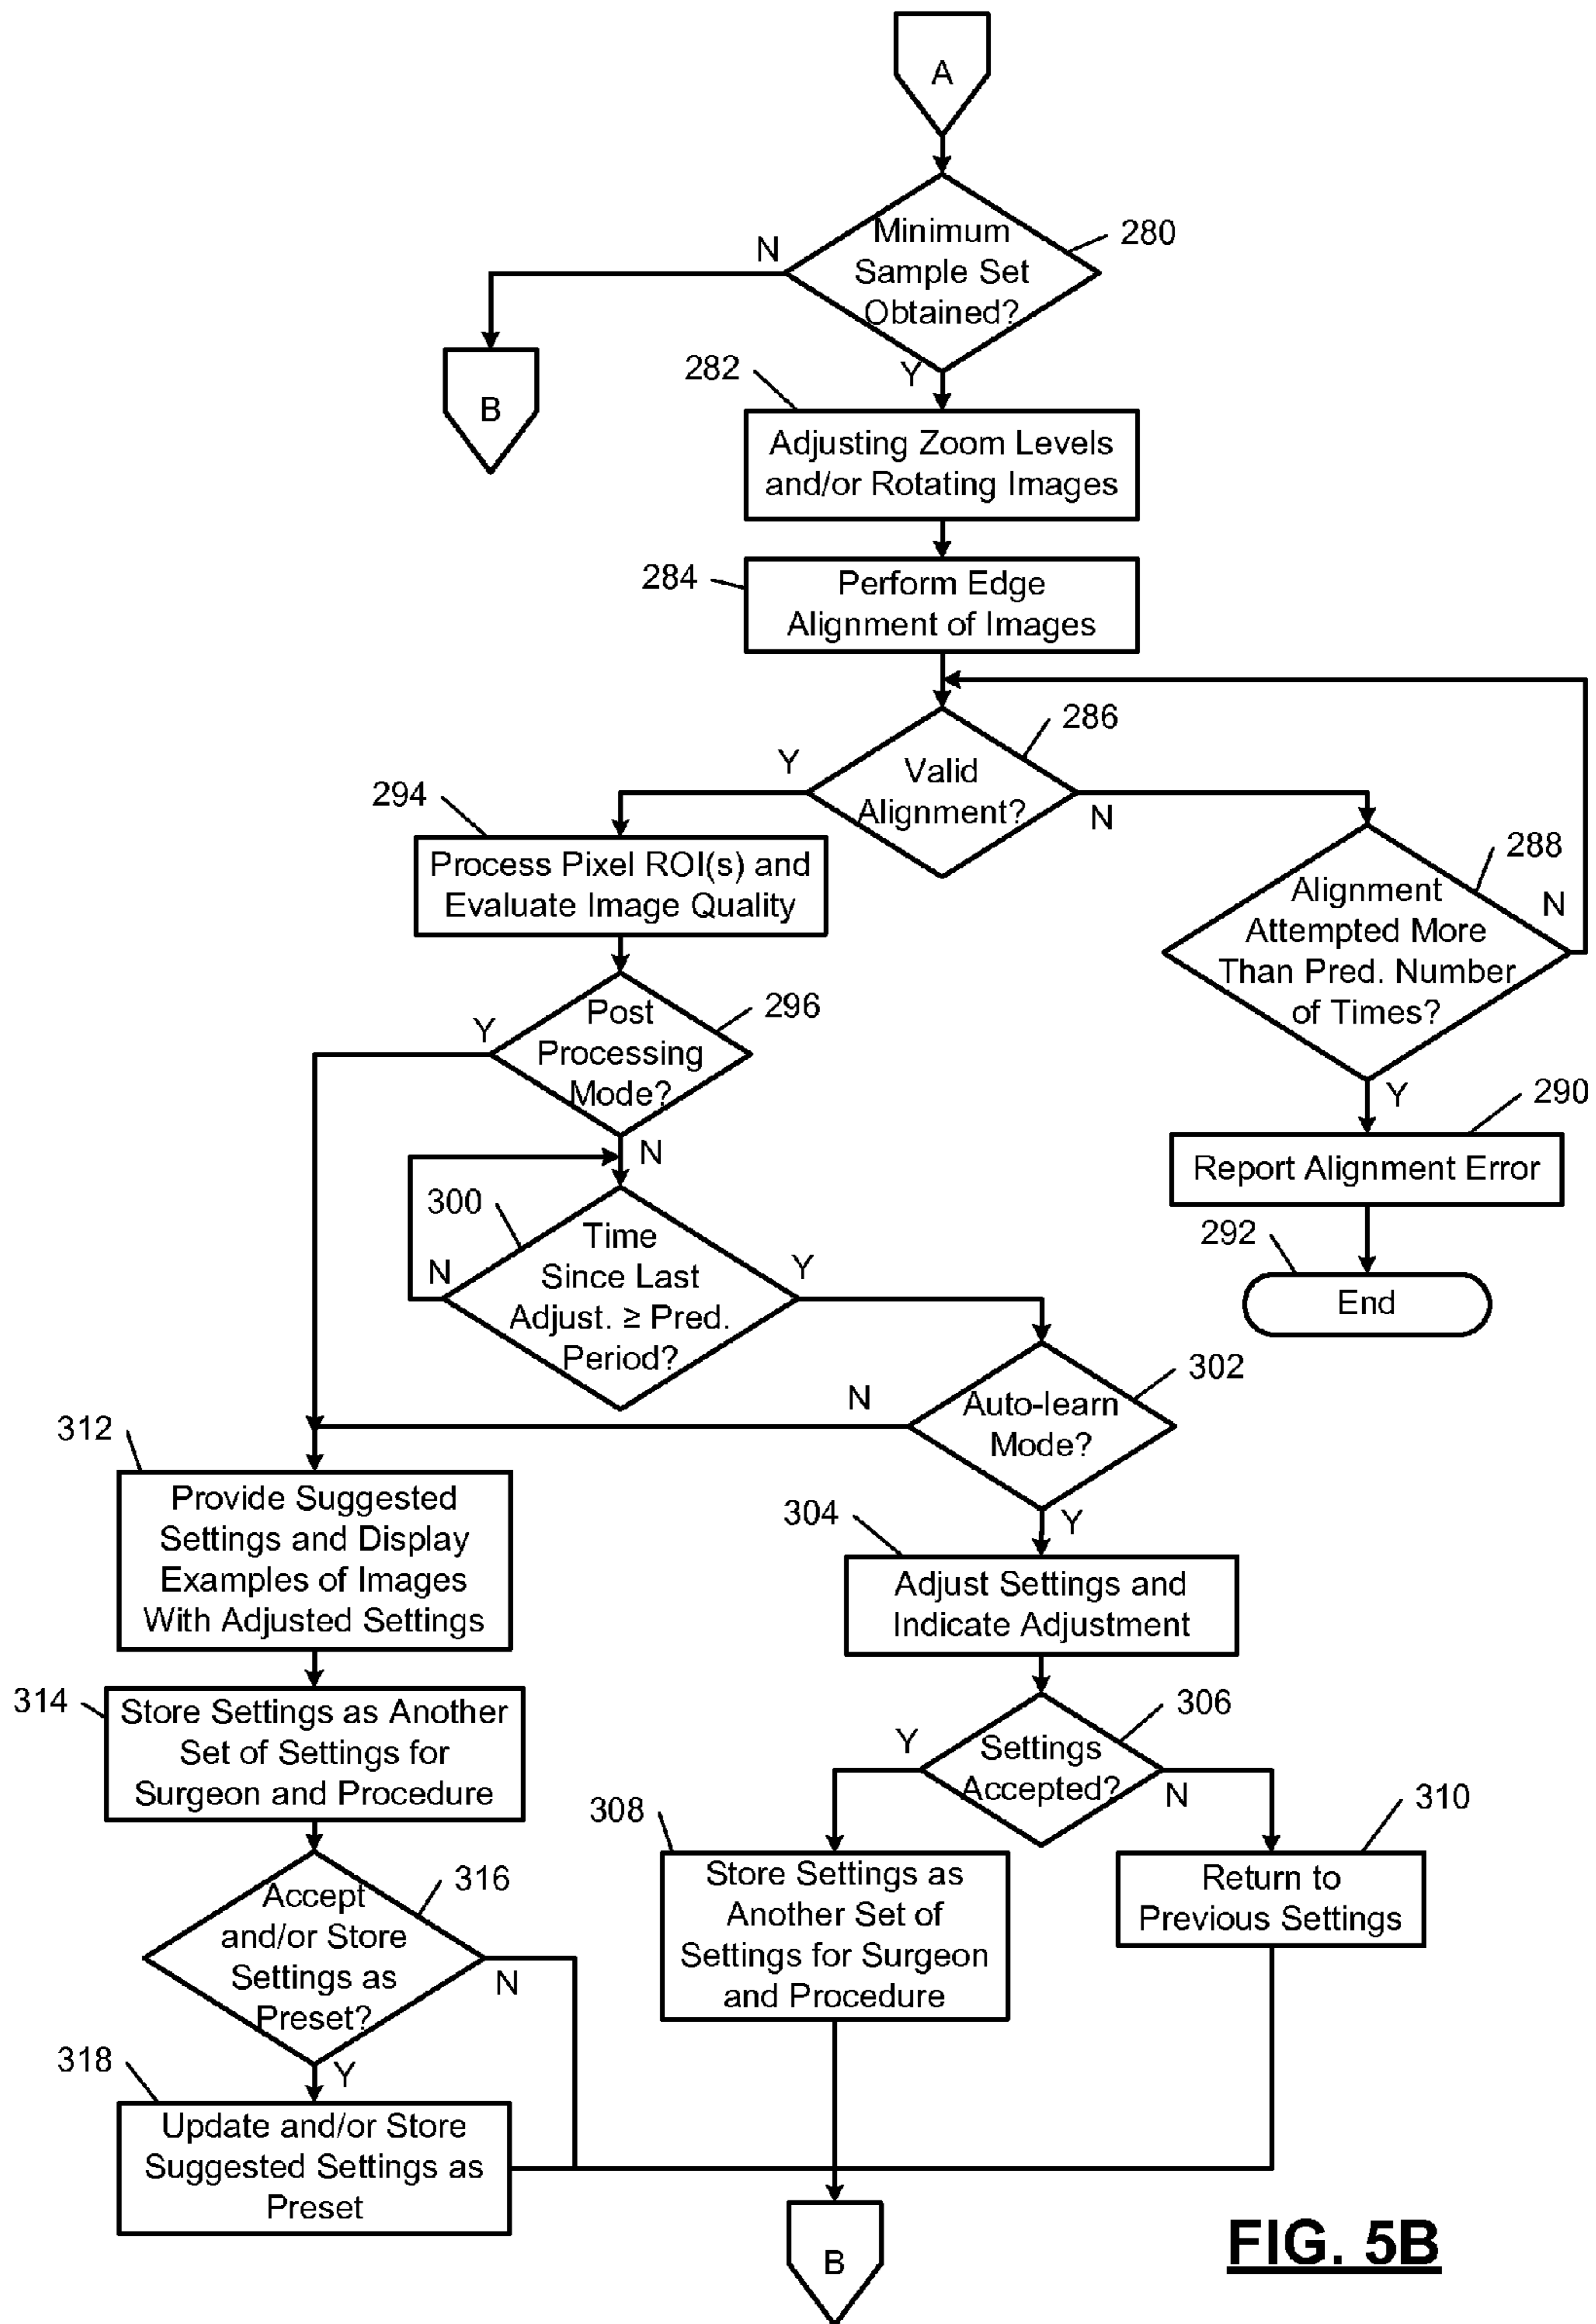 A
Minimum
Sample Set
Obtained?
280
N
Y
B
282
Adjusting Zoom Levels
and/or Rotating Images
284
Perform Edge
Alignment of Images
286
Valid
Alignment?
Y
N
294
Process Pixel ROI(s) and
Evaluate Image Quality
288
Alignment
Attempted More
Than Pred. Number
of Times?
N
Y
296
Post
Processing
Mode?
Y
N
290
Report Alignment Error
292
End
300
Time
Since Last
Adjust. ≥ Pred.
Period?
N
Y
302
Auto-learn
Mode?
N
Y
312
Provide Suggested
Settings and Display
Examples of Images
With Adjusted Settings
304
Adjust Settings and
Indicate Adjustment
314
Store Settings as Another
Set of Settings for
Surgeon and Procedure
306
Settings
Accepted?
Y
N
308
Store Settings as
Another Set of
Settings for Surgeon
and Procedure
310
Return to
Previous Settings
316
Accept
and/or Store
Settings as
Preset?
N
Y
318
Update and/or Store
Suggested Settings as
Preset
B
FIG. 5B